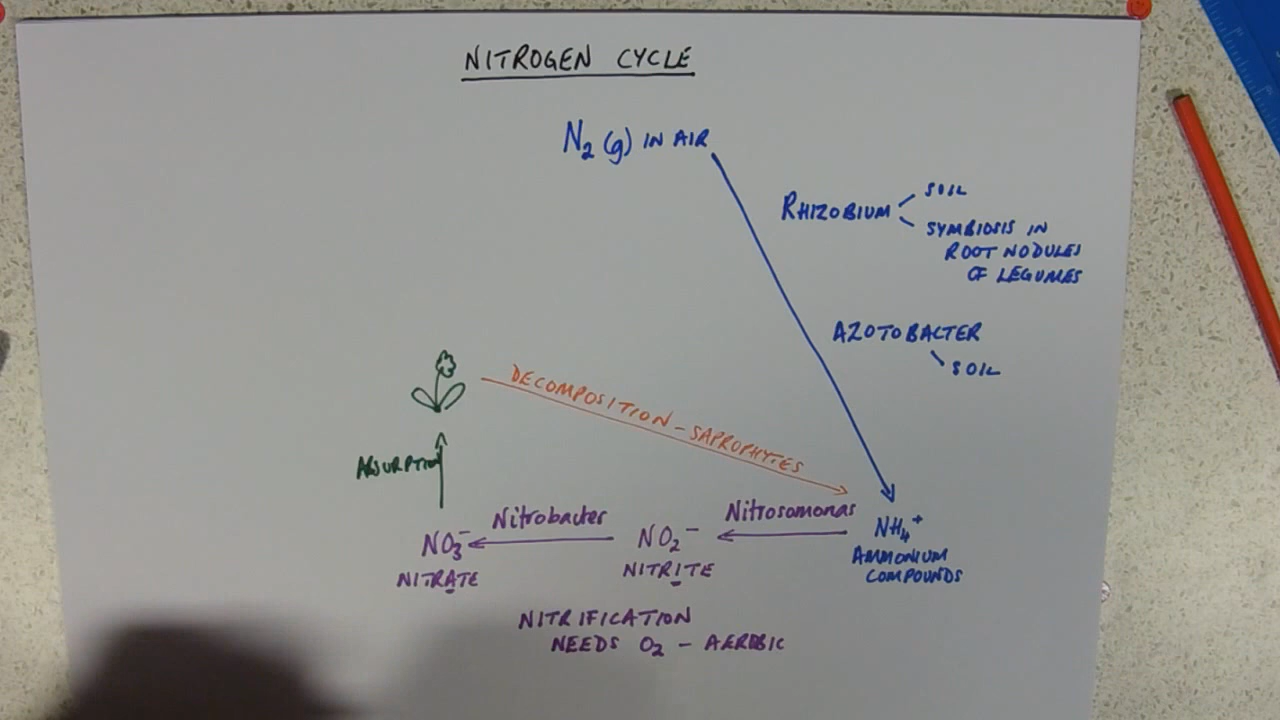 NITROGEN CYCLE
N₂ (g) IN AIR
RHIZOBIUM
SOIL
SYMBIOSIS IN
ROOT NODULES
OF LEGUMES
AZOTOBACTER
SOIL
DECOMPOSITION - SAPROPHYTES
ABSORPTION
Nitrobacter
Nitrosomonas
NO₃⁻
NITRATE
NO₂⁻
NITRITE
NH₄⁺
AMMONIUM
COMPOUNDS
NITRIFICATION
NEEDS O₂ - AEROBIC